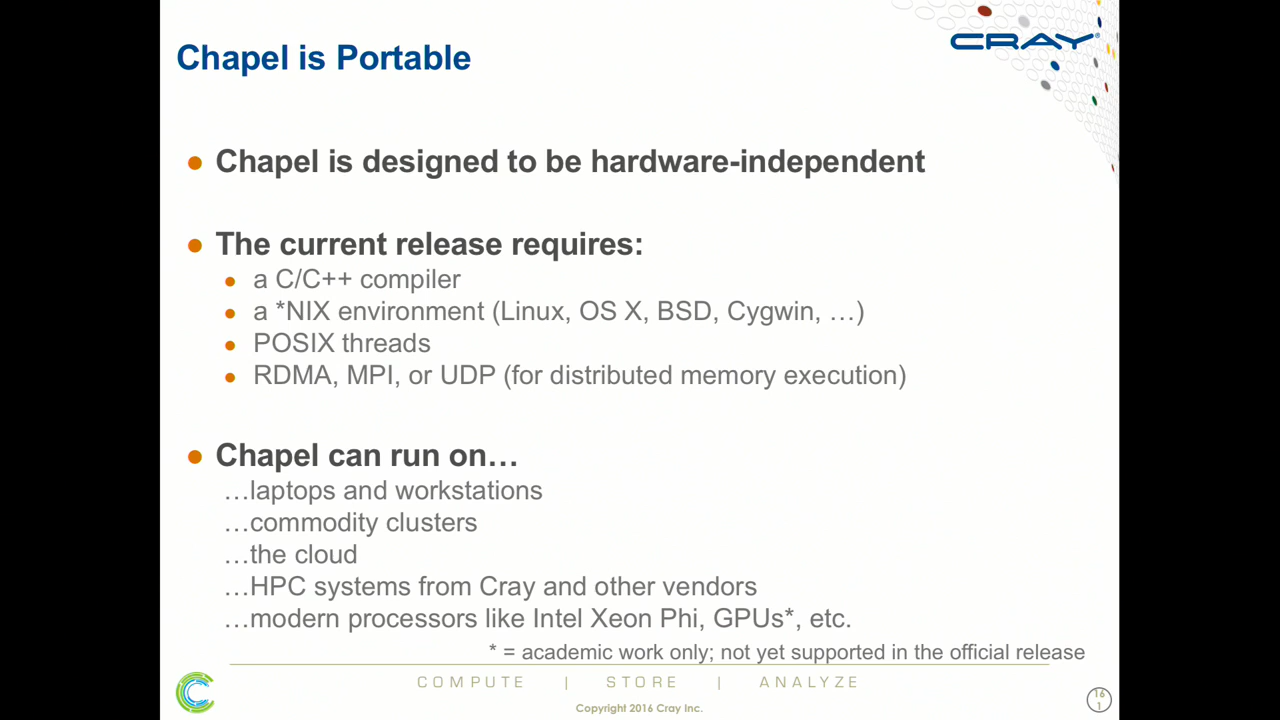 CRAY®
Chapel is Portable
● Chapel is designed to be hardware-independent
● The current release requires:
● a C/C++ compiler
● a *NIX environment (Linux, OS X, BSD, Cygwin, …)
● POSIX threads
● RDMA, MPI, or UDP (for distributed memory execution)
● Chapel can run on…
…laptops and workstations
…commodity clusters
…the cloud
…HPC systems from Cray and other vendors
…modern processors like Intel Xeon Phi, GPUs*, etc.
* = academic work only; not yet supported in the official release
COMPUTE | STORE | ANALYZE
Copyright 2016 Cray Inc.
16
1